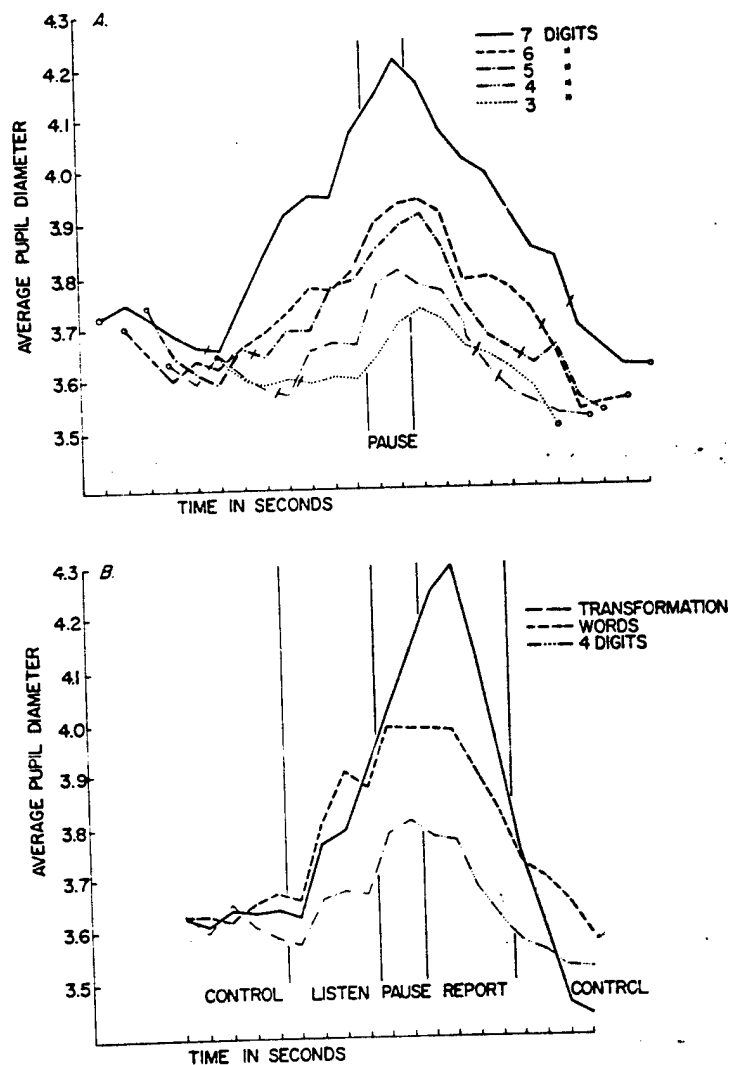 4.3 A.
7 DIGITS
6 "
5 "
4 "
3 "
4.2
4.1
4.0
3.9
3.8
3.7
3.6
3.5
AVERAGE PUPIL DIAMETER
PAUSE
TIME IN SECONDS
4.3 B.
TRANSFORMATION
WORDS
4 DIGITS
4.2
4.1
4.0
3.9
3.8
3.7
3.6
3.5
AVERAGE PUPIL DIAMETER
CONTROL LISTEN PAUSE REPORT CONTRCL
TIME IN SECONDS